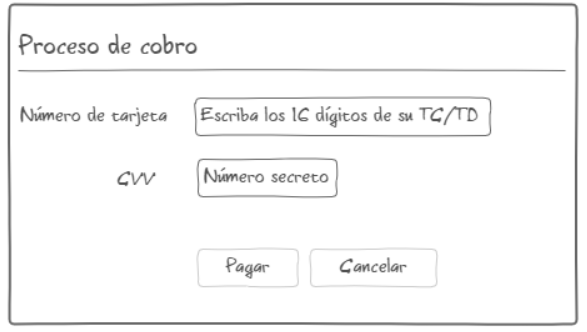 Proceso de cobro
Número de tarjeta
Escriba los 16 dígitos de su TC/TD
CVV
Número secreto
Pagar
Cancelar